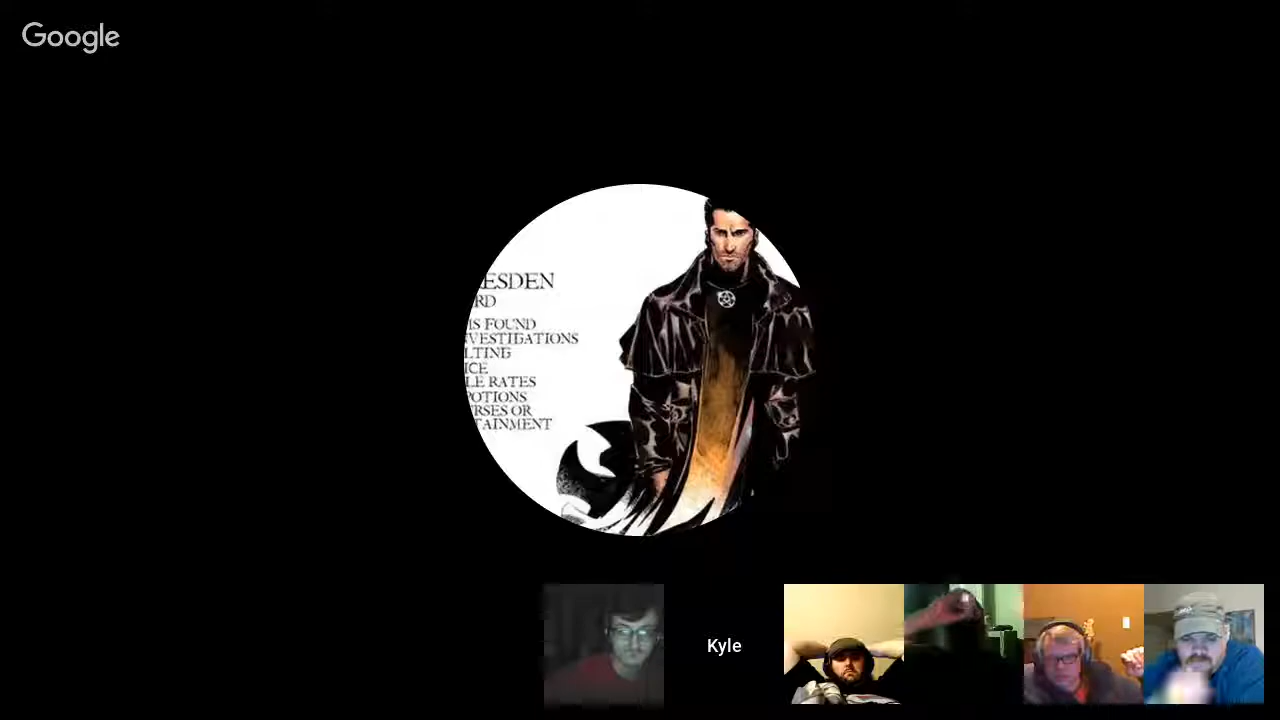 Google
ESDEN
RD
IS FOUND
VESTIGATIONS
LTING
ICE
LE RATES
POTIONS
RSES OR
TAINMENT
Kyle